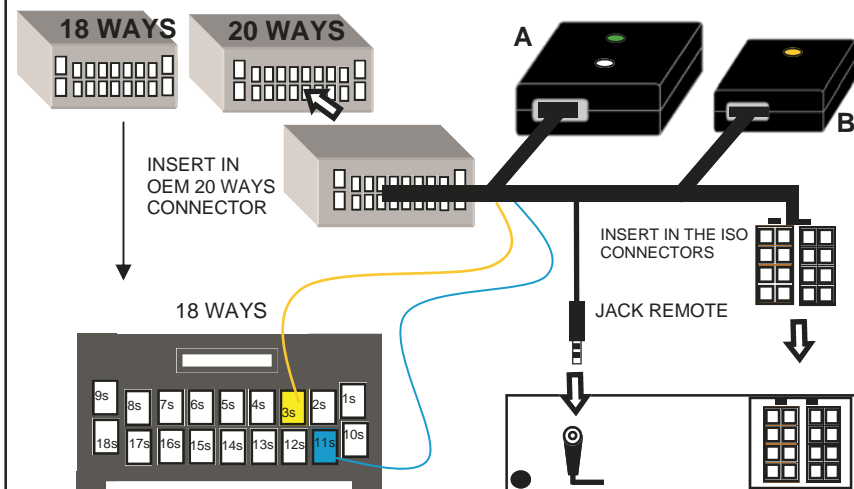 18 WAYS
20 WAYS
A
B
INSERT IN
OEM 20 WAYS
CONNECTOR
INSERT IN THE ISO
CONNECTORS
JACK REMOTE
18 WAYS
9s 8s 7s 6s 5s 4s 3s 2s 1s
18s 17s 16s 15s 14s 13s 12s 11s 10s